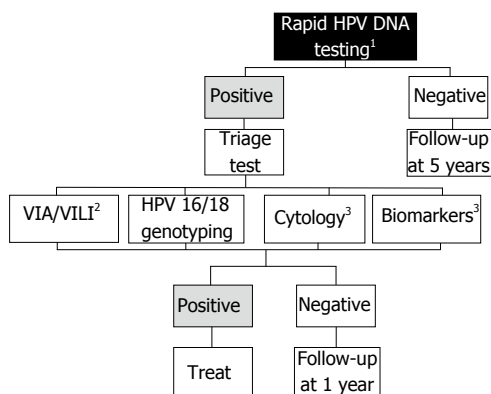 Rapid HPV DNA
testing¹
Positive
Negative
Triage
test
Follow-up
at 5 years
VIA/VILI²
HPV 16/18
genotyping
Cytology³
Biomarkers³
Positive
Negative
Treat
Follow-up
at 1 year